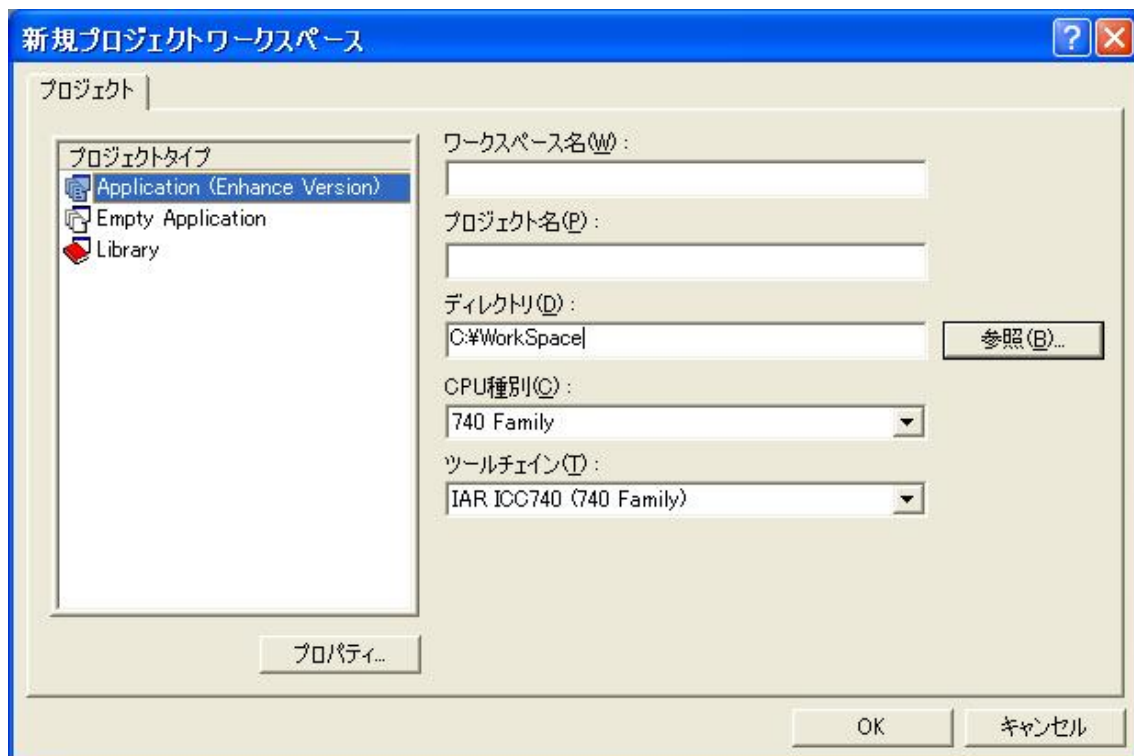 新規プロジェクトワークスペース
プロジェクト
プロジェクトタイプ
Application (Enhance Version)
Empty Application
Library
プロパティ...
ワークスペース名(W):
プロジェクト名(P):
ディレクトリ(D):
C:¥WorkSpace
参照(B)...
CPU種別(C):
740 Family
ツールチェイン(T):
IAR ICC740 (740 Family)
OK
キャンセル